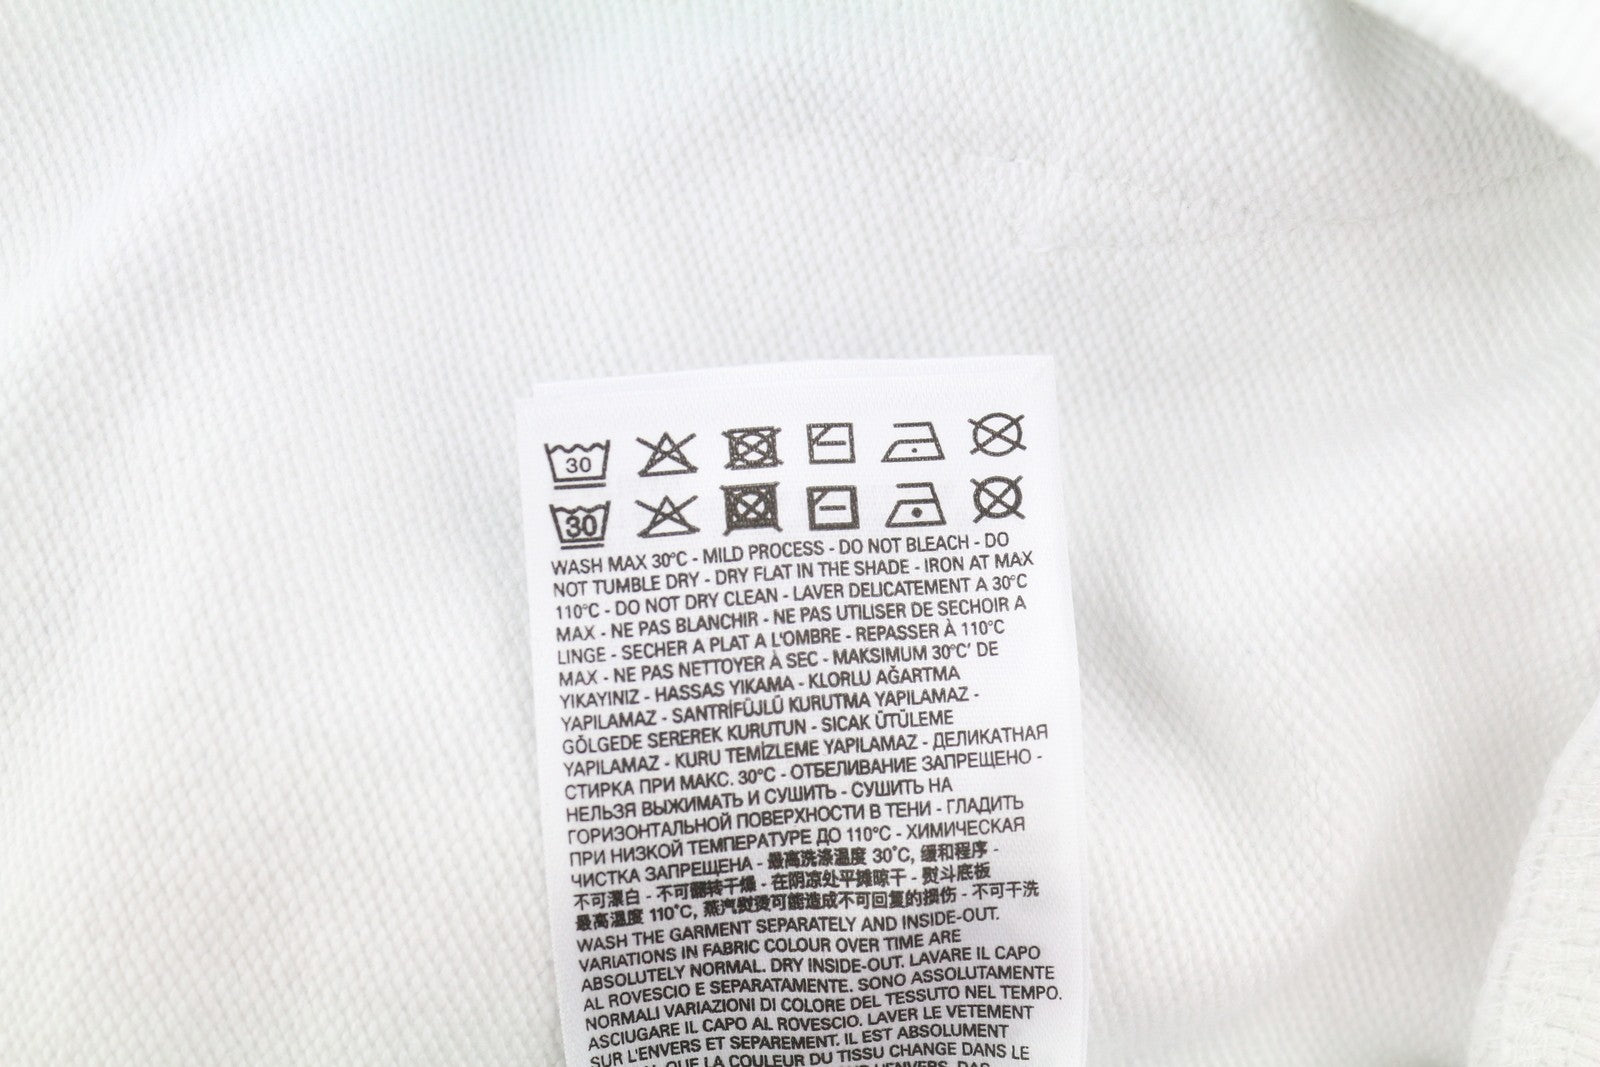 30
30
WASH MAX 30°C - MILD PROCESS - DO NOT BLEACH - DO
NOT TUMBLE DRY - DRY FLAT IN THE SHADE - IRON AT MAX
110°C - DO NOT DRY CLEAN - LAVER DELICATEMENT A 30°C
MAX - NE PAS BLANCHIR - NE PAS UTILISER DE SECHOIR A
LINGE - SECHER A PLAT A L'OMBRE - REPASSER À 110°C
MAX - NE PAS NETTOYER À SEC - MAKSIMUM 30°C' DE
YIKAYINIZ - HASSAS YIKAMA - KLORLU AĞARTMA
YAPILAMAZ - SANTRİFÜJLÜ KURUTMA YAPILAMAZ -
GÖLGEDE SEREREK KURUTUN - SICAK ÜTÜLEME
YAPILAMAZ - KURU TEMİZLEME YAPILAMAZ - ДЕЛИКАТНАЯ
СТИРКА ПРИ МАКС. 30°C - ОТБЕЛИВАНИЕ ЗАПРЕЩЕНО -
НЕЛЬЗЯ ВЫЖИМАТЬ И СУШИТЬ - СУШИТЬ НА
ГОРИЗОНТАЛЬНОЙ ПОВЕРХНОСТИ В ТЕНИ - ГЛАДИТЬ
ПРИ НИЗКОЙ ТЕМПЕРАТУРЕ ДО 110°C - ХИМИЧЕСКАЯ
ЧИСТКА ЗАПРЕЩЕНА - 最高洗涤温度 30°C, 缓和程序 -
不可漂白 - 不可翻转干燥 - 在阴凉处平摊晾干 - 熨斗底板
最高温度 110°C, 蒸汽熨烫可能造成不可回复的损伤 - 不可干洗
WASH THE GARMENT SEPARATELY AND INSIDE-OUT.
VARIATIONS IN FABRIC COLOUR OVER TIME ARE
ABSOLUTELY NORMAL. DRY INSIDE-OUT. LAVARE IL CAPO
AL ROVESCIO E SEPARATAMENTE. SONO ASSOLUTAMENTE
NORMALI VARIAZIONI DI COLORE DEL TESSUTO NEL TEMPO.
ASCIUGARE IL CAPO AL ROVESCIO. LAVER LE VETEMENT
SUR L'ENVERS ET SEPAREMENT. IL EST ABSOLUMENT
QUE LA COULEUR DU TISSU CHANGE DANS LE